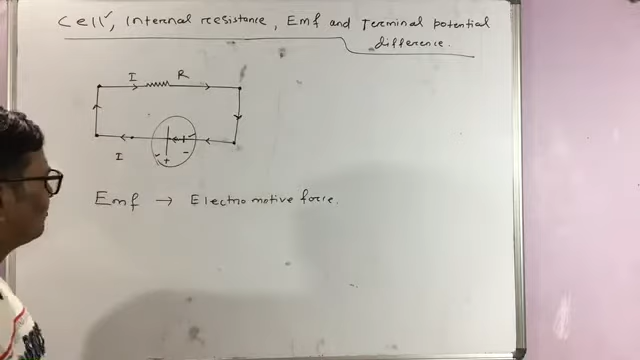 Cell, Internal resistance, Emf and Terminal potential
difference.
I R
I + -
Emf → Electromotive force.